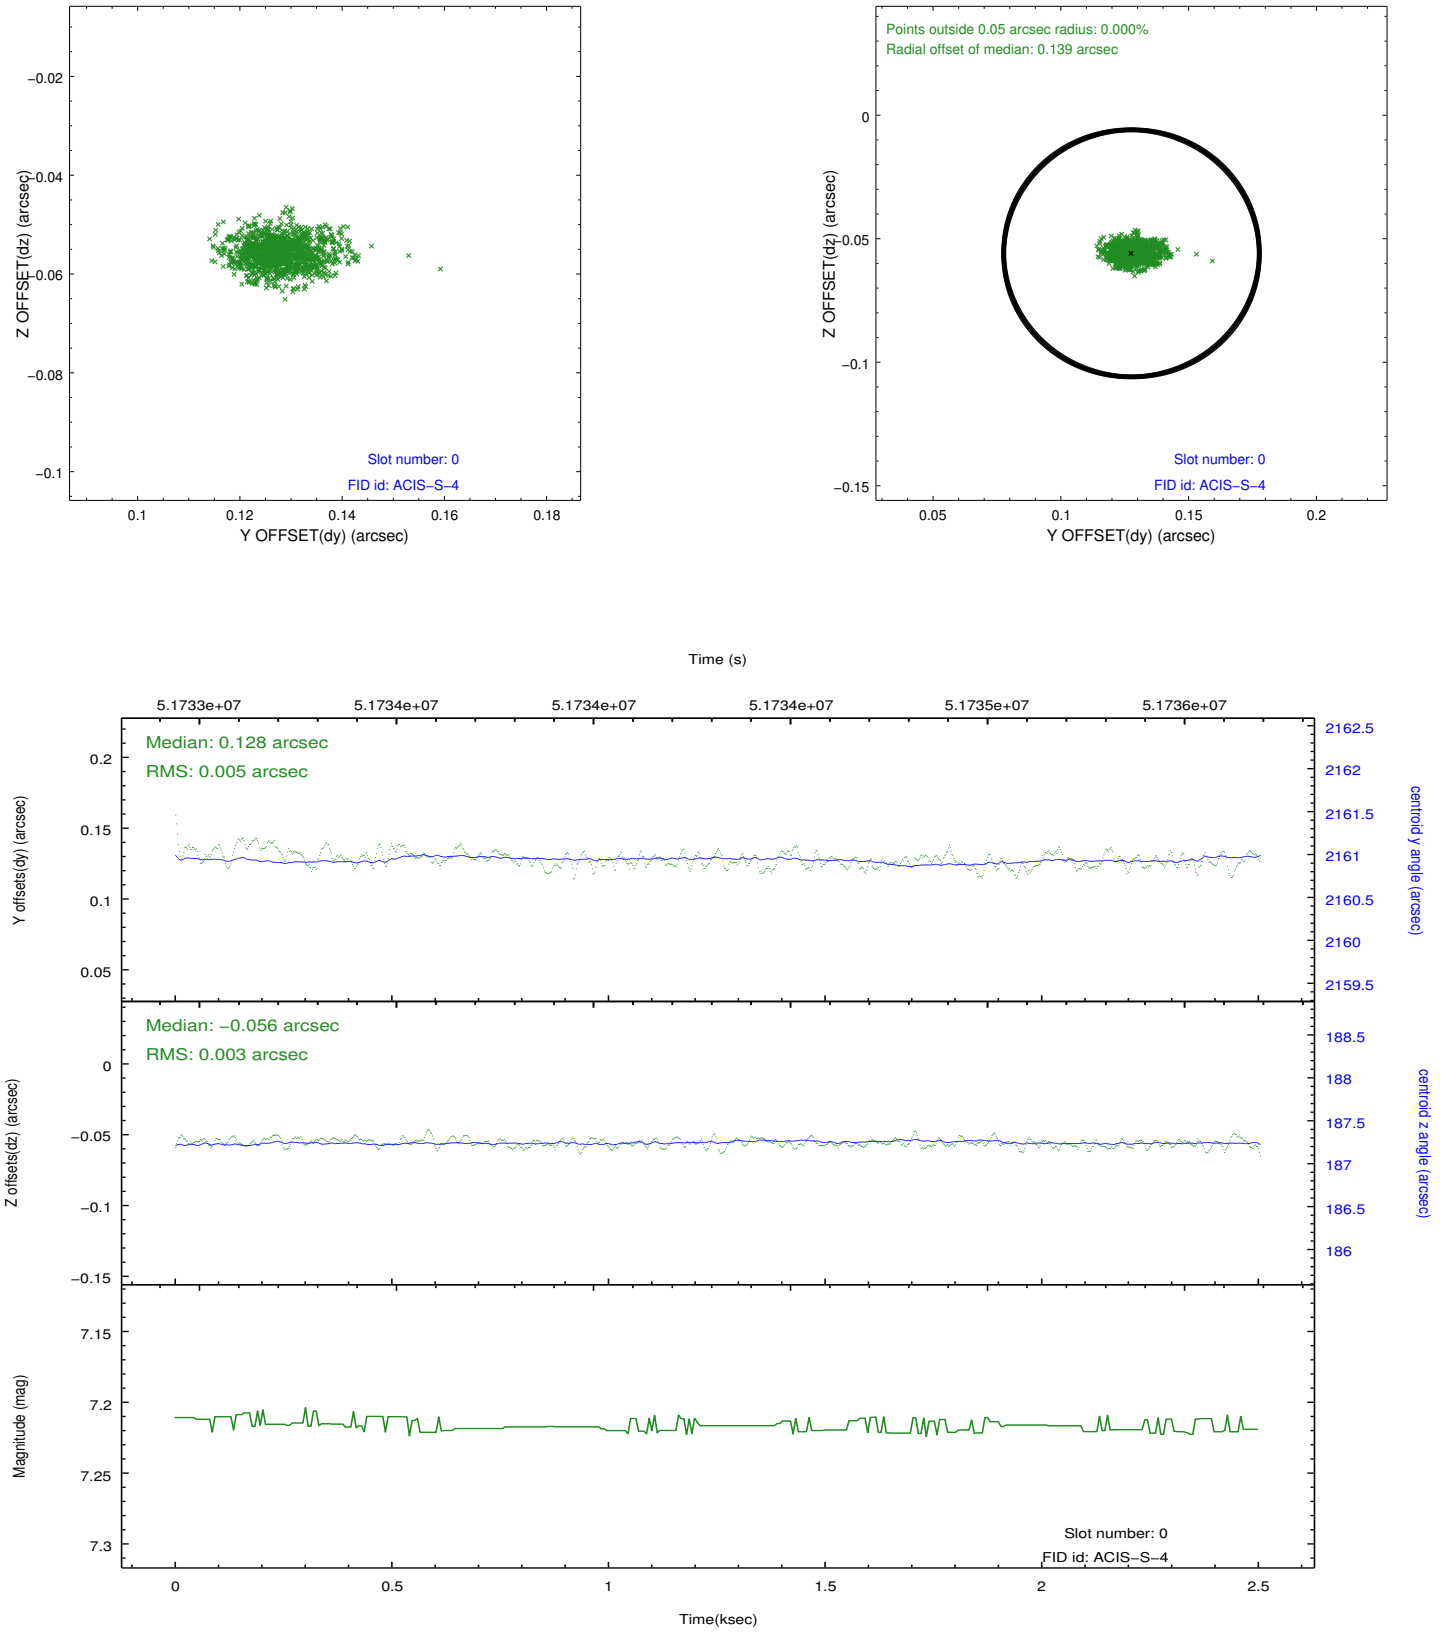 −0.02
−0.04
−0.06
−0.08
−0.1
Z OFFSET(dz) (arcsec)
Slot number: 0
FID id: ACIS−S−4
0.1 0.12 0.14 0.16 0.18
Y OFFSET(dy) (arcsec)
Points outside 0.05 arcsec radius: 0.000%
Radial offset of median: 0.139 arcsec
0
−0.05
−0.1
−0.15
Z OFFSET(dz) (arcsec)
Slot number: 0
FID id: ACIS−S−4
0.05 0.1 0.15 0.2
Y OFFSET(dy) (arcsec)
Time (s)
5.1733e+07 5.1734e+07 5.1734e+07 5.1734e+07 5.1735e+07 5.1736e+07
Median: 0.128 arcsec
RMS: 0.005 arcsec
0.2
0.15
0.1
0.05
Y offsets(dy) (arcsec)
2162.5
2162
2161.5
2161
2160.5
2160
2159.5
centroid y angle (arcsec)
Median: −0.056 arcsec
RMS: 0.003 arcsec
0
−0.05
−0.1
−0.15
Z offsets(dz) (arcsec)
188.5
188
187.5
187
186.5
186
centroid z angle (arcsec)
7.15
7.2
7.25
7.3
Magnitude (mag)
Slot number: 0
FID id: ACIS−S−4
0 0.5 1 1.5 2 2.5
Time(ksec)